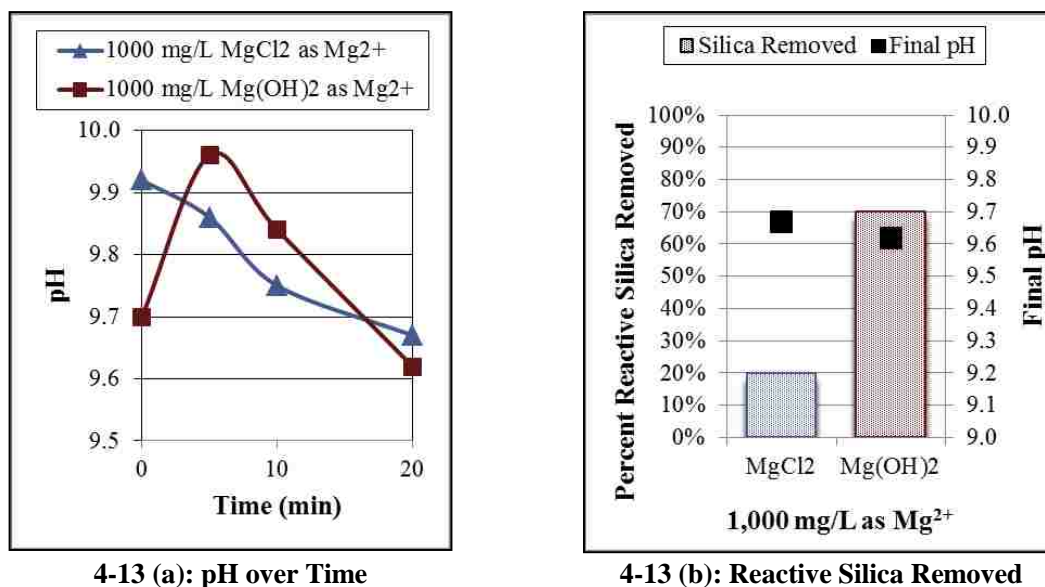 1000 mg/L MgCl2 as Mg2+
1000 mg/L Mg(OH)2 as Mg2+
10.0
9.9
9.8
9.7
9.6
9.5
pH
0
10
20
Time (min)
4-13 (a): pH over Time
Silica Removed
Final pH
100%
90%
80%
70%
60%
50%
40%
30%
20%
10%
0%
Percent Reactive Silica Removed
10.0
9.9
9.8
9.7
9.6
9.5
9.4
9.3
9.2
9.1
9.0
Final pH
MgCl2
Mg(OH)2
1,000 mg/L as Mg²⁺
4-13 (b): Reactive Silica Removed